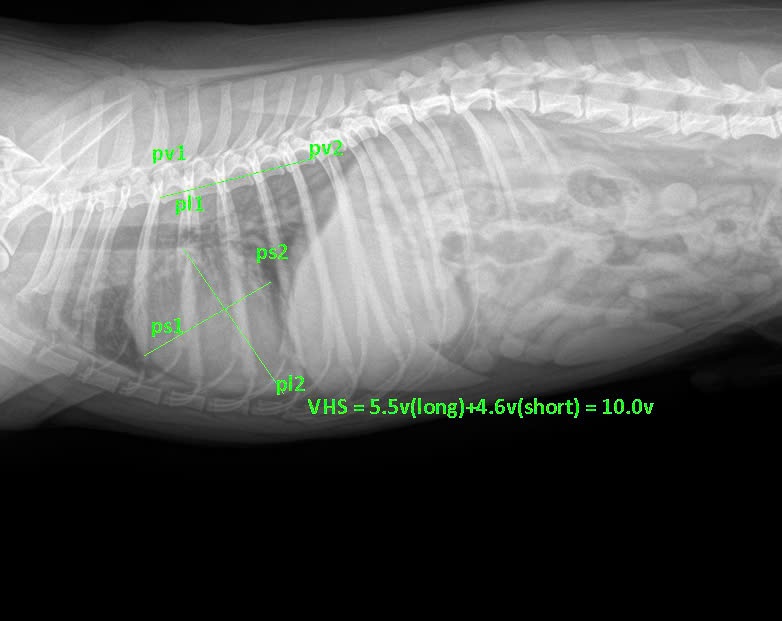 pv1
pv2
pl1
ps2
ps1
pl2
VHS = 5.5v(long)+4.6v(short) = 10.0v